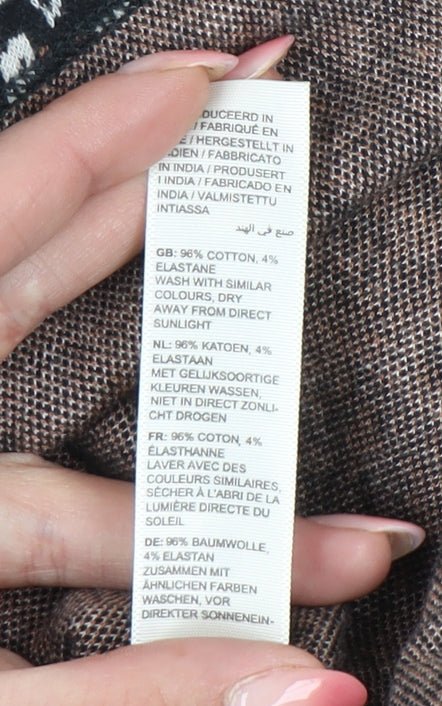 DUCEERD IN
/ FABRIQUÉ EN
/ HERGESTELLT IN
DIEN / FABBRICATO
IN INDIA / PRODUSERT
I INDIA / FABRICADO EN
INDIA / VALMISTETTU
INTIASSA
صنع في الهند
GB: 96% COTTON, 4%
ELASTANE
WASH WITH SIMILAR
COLOURS, DRY
AWAY FROM DIRECT
SUNLIGHT
NL: 96% KATOEN, 4%
ELASTAAN
MET GELIJKSOORTIGE
KLEUREN WASSEN,
NIET IN DIRECT ZONLI-
CHT DROGEN
FR: 96% COTON, 4%
ÉLASTHANNE
LAVER AVEC DES
COULEURS SIMILAIRES,
SÉCHER À L'ABRI DE LA
LUMIÈRE DIRECTE DU
SOLEIL
DE: 96% BAUMWOLLE,
4% ELASTAN
ZUSAMMEN MIT
ÄHNLICHEN FARBEN
WASCHEN, VOR
DIREKTER SONNENEIN-